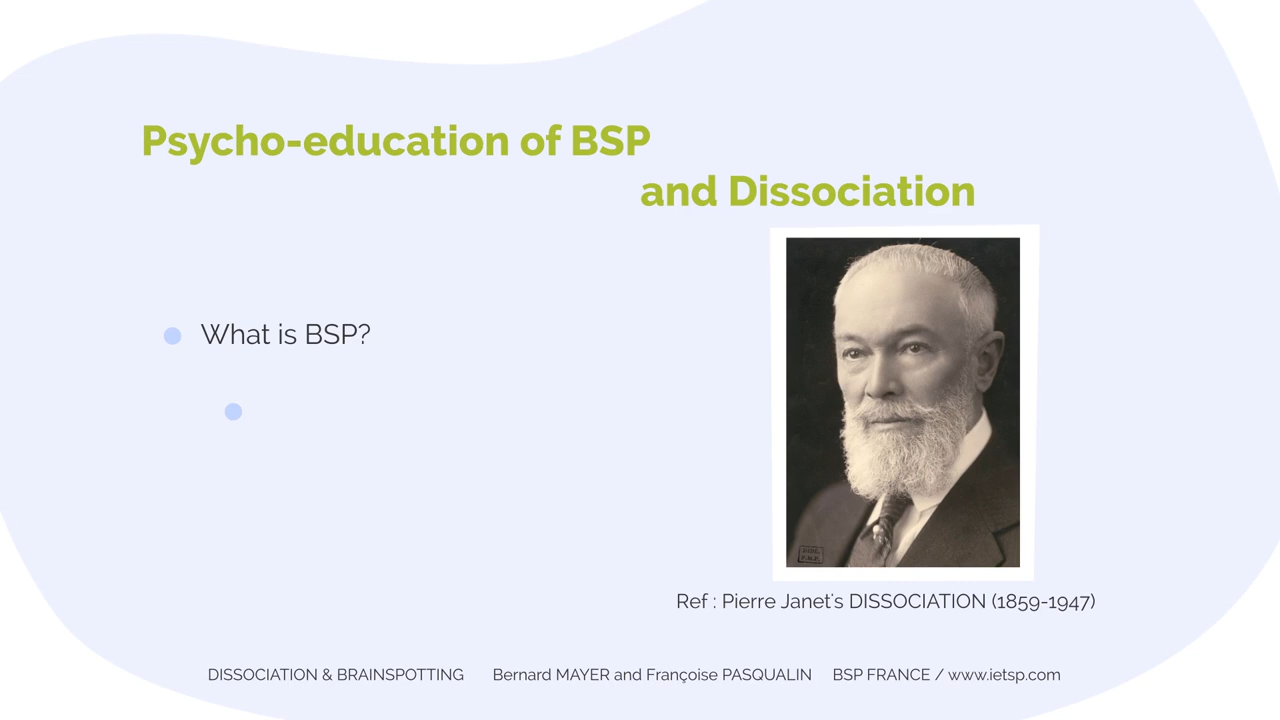 Psycho-education of BSP
and Dissociation
What is BSP?
Ref : Pierre Janet's DISSOCIATION (1859-1947)
DISSOCIATION & BRAINSPOTTING Bernard MAYER and Françoise PASQUALIN BSP FRANCE / www.ietsp.com